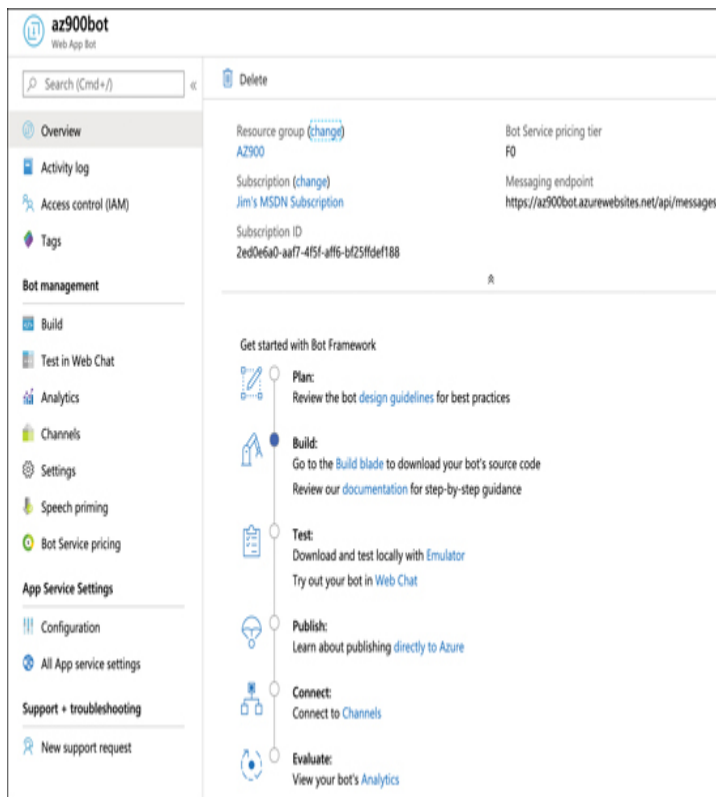 az900bot
Web App Bot
Search (Cmd+/)
«
Overview
Activity log
Access control (IAM)
Tags
Bot management
Build
Test in Web Chat
Analytics
Channels
Settings
Speech priming
Bot Service pricing
App Service Settings
Configuration
All App service settings
Support + troubleshooting
New support request
Delete
Resource group (change)
AZ900
Subscription (change)
Jim's MSDN Subscription
Subscription ID
2ed0e6a0-aaf7-4f5f-aff6-bf25ffdef188
Bot Service pricing tier
F0
Messaging endpoint
https://az900bot.azurewebsites.net/api/messages
Get started with Bot Framework
Plan:
Review the bot design guidelines for best practices
Build:
Go to the Build blade to download your bot's source code
Review our documentation for step-by-step guidance
Test:
Download and test locally with Emulator
Try out your bot in Web Chat
Publish:
Learn about publishing directly to Azure
Connect:
Connect to Channels
Evaluate:
View your bot's Analytics